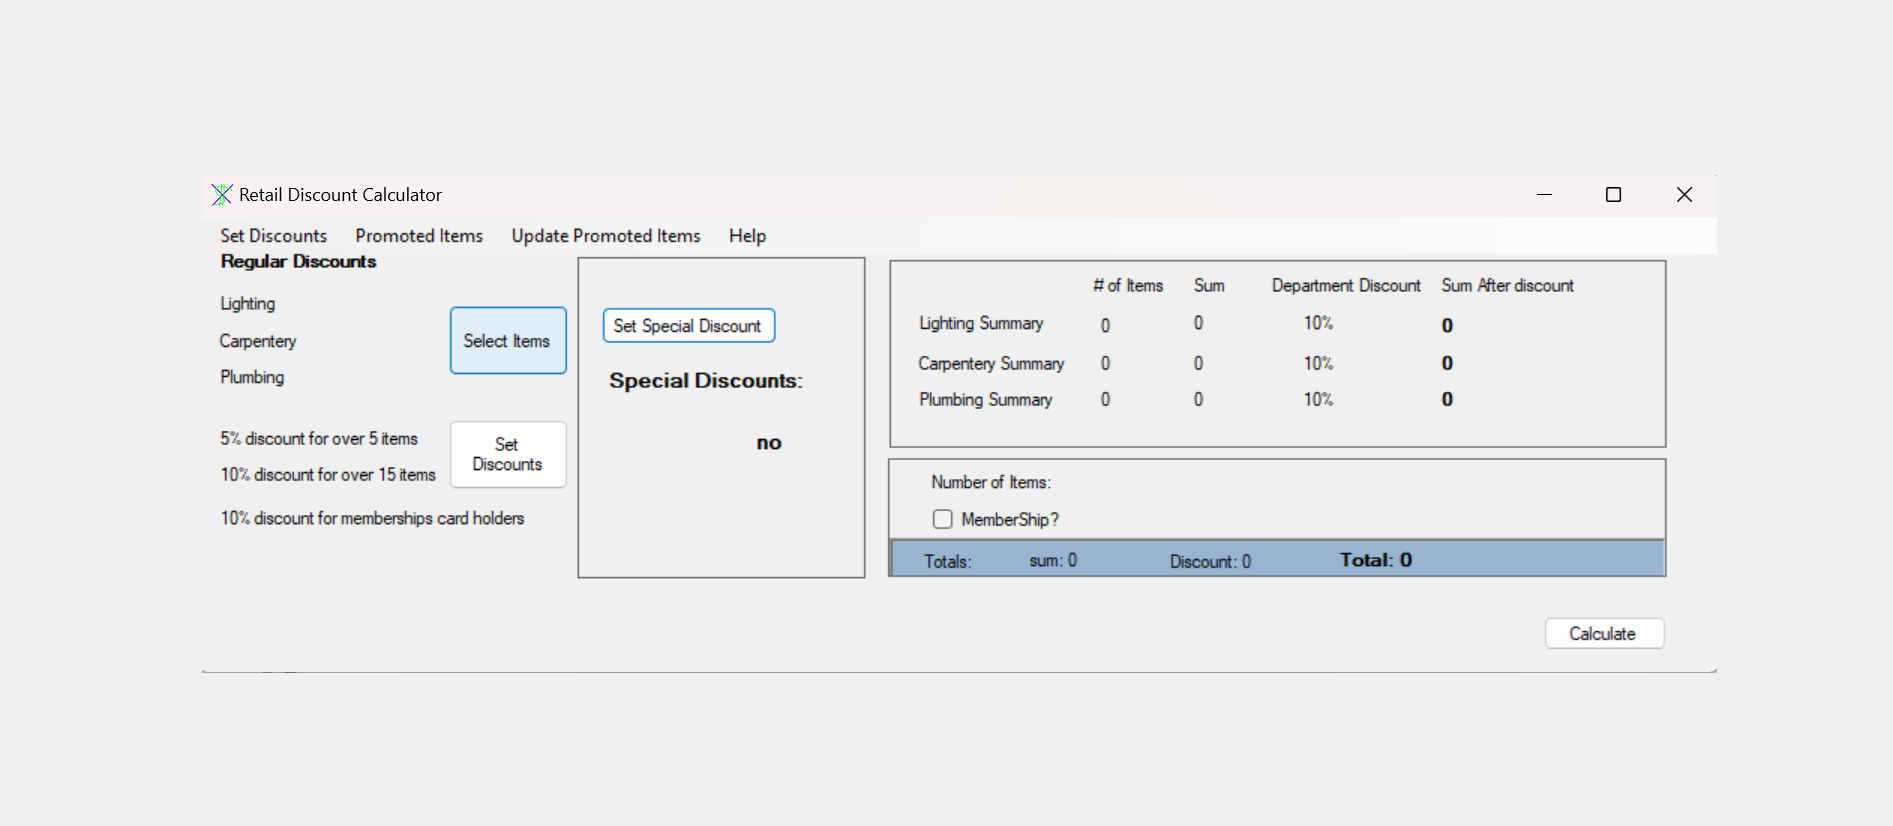 Retail Discount Calculator
Set Discounts Promoted Items Update Promoted Items Help
Regular Discounts
Lighting
Carpentery
Plumbing
Select Items
5% discount for over 5 items
10% discount for over 15 items
Set
Discounts
10% discount for memberships card holders
Set Special Discount
Special Discounts:
no
# of Items Sum Department Discount Sum After discount
Lighting Summary 0 0 10% 0
Carpentery Summary 0 0 10% 0
Plumbing Summary 0 0 10% 0
Number of Items:
MemberShip?
Totals: sum: 0 Discount: 0 Total: 0
Calculate